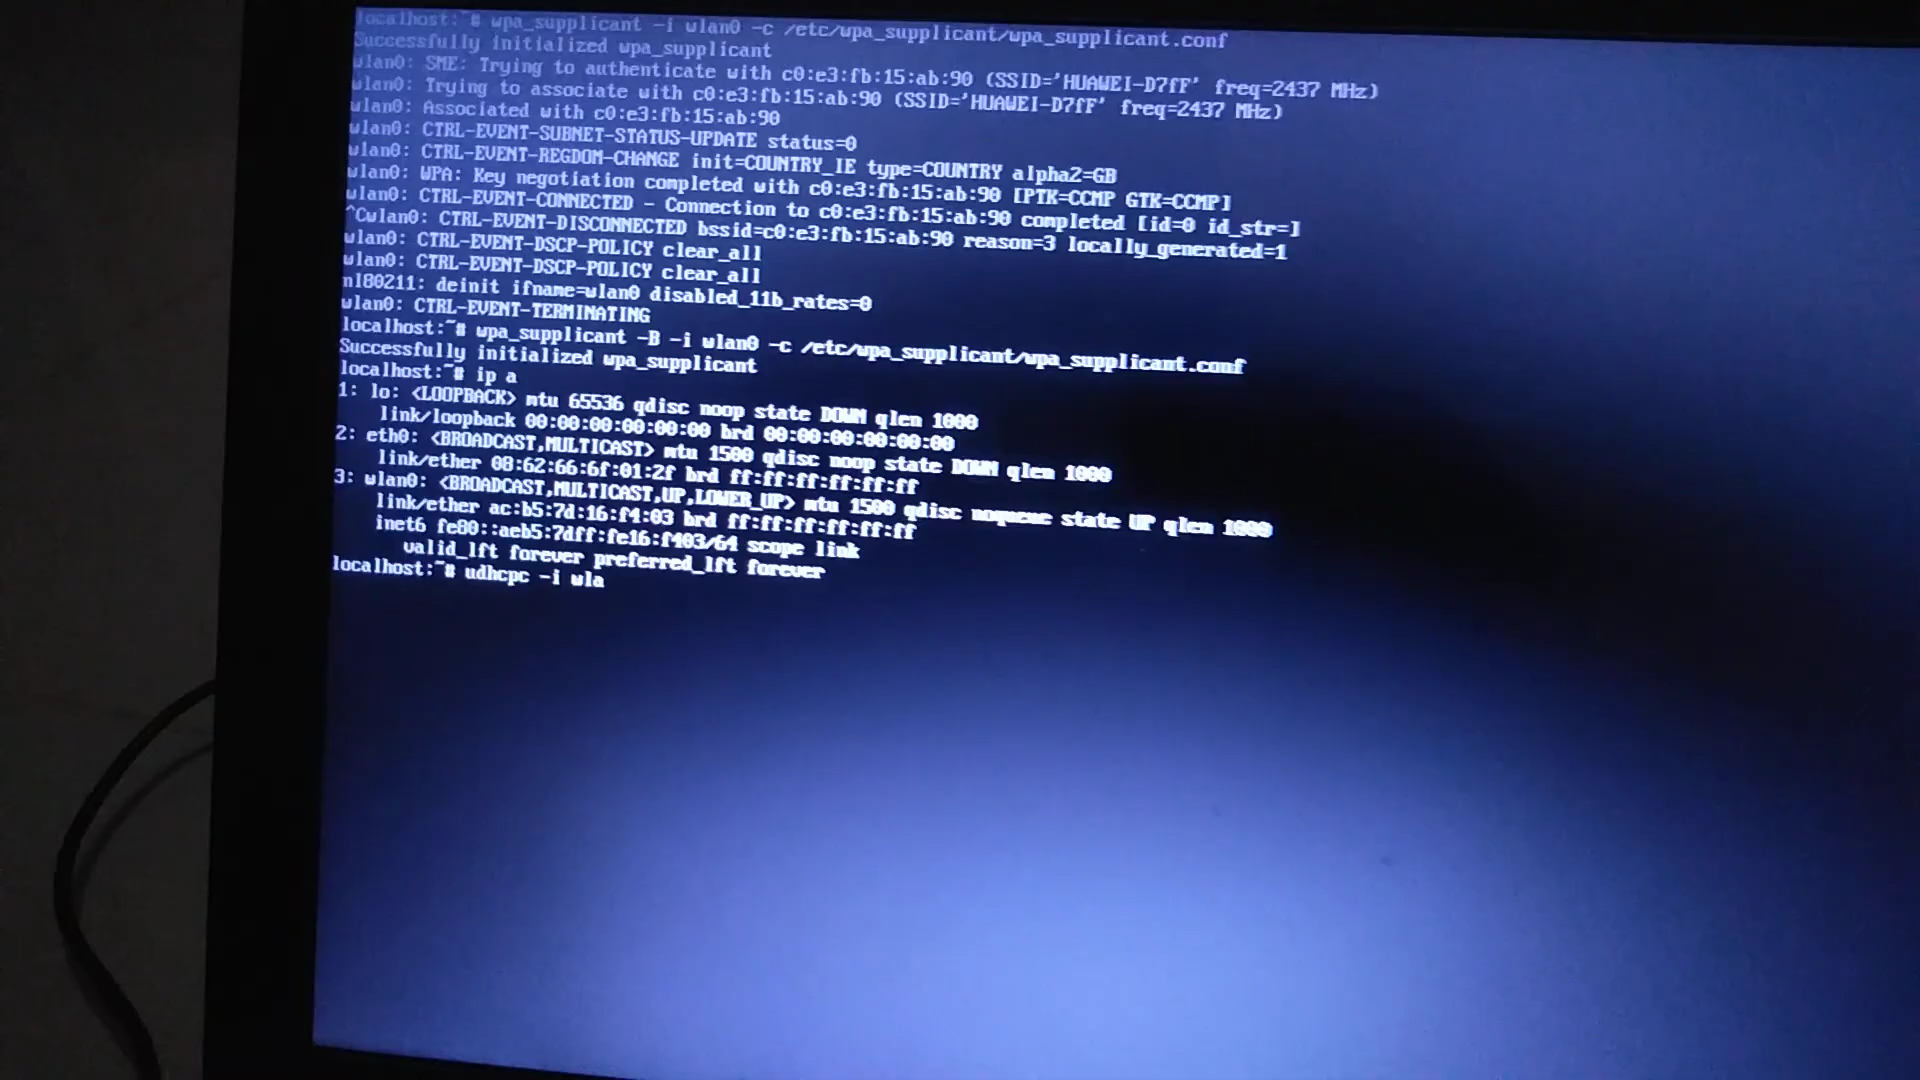 localhost:~# wpa_supplicant -i wlan0 -c /etc/wpa_supplicant/wpa_supplicant.conf
Successfully initialized wpa_supplicant
wlan0: SME: Trying to authenticate with c0:e3:fb:15:ab:90 (SSID='HUAWEI-D7fF' freq=2437 MHz)
wlan0: Trying to associate with c0:e3:fb:15:ab:90 (SSID='HUAWEI-D7fF' freq=2437 MHz)
wlan0: Associated with c0:e3:fb:15:ab:90
wlan0: CTRL-EVENT-SUBNET-STATUS-UPDATE status=0
wlan0: CTRL-EVENT-REGDOM-CHANGE init=COUNTRY_IE type=COUNTRY alpha2=GB
wlan0: WPA: Key negotiation completed with c0:e3:fb:15:ab:90 [PTK=CCMP GTK=CCMP]
wlan0: CTRL-EVENT-CONNECTED - Connection to c0:e3:fb:15:ab:90 completed [id=0 id_str=]
^Cwlan0: CTRL-EVENT-DISCONNECTED bssid=c0:e3:fb:15:ab:90 reason=3 locally_generated=1
wlan0: CTRL-EVENT-DSCP-POLICY clear_all
wlan0: CTRL-EVENT-DSCP-POLICY clear_all
nl80211: deinit ifname=wlan0 disabled_11b_rates=0
wlan0: CTRL-EVENT-TERMINATING
localhost:~# wpa_supplicant -B -i wlan0 -c /etc/wpa_supplicant/wpa_supplicant.conf
Successfully initialized wpa_supplicant
localhost:~# ip a
1: lo: <LOOPBACK> mtu 65536 qdisc noop state DOWN qlen 1000
    link/loopback 00:00:00:00:00:00 brd 00:00:00:00:00:00
2: eth0: <BROADCAST,MULTICAST> mtu 1500 qdisc noop state DOWN qlen 1000
    link/ether 08:62:66:6f:01:2f brd ff:ff:ff:ff:ff:ff
3: wlan0: <BROADCAST,MULTICAST,UP,LOWER_UP> mtu 1500 qdisc noqueue state UP qlen 1000
    link/ether ac:b5:7d:16:f4:03 brd ff:ff:ff:ff:ff:ff
    inet6 fe80::aeb5:7dff:fe16:f403/64 scope link
       valid_lft forever preferred_lft forever
localhost:~# udhcpc -i wla